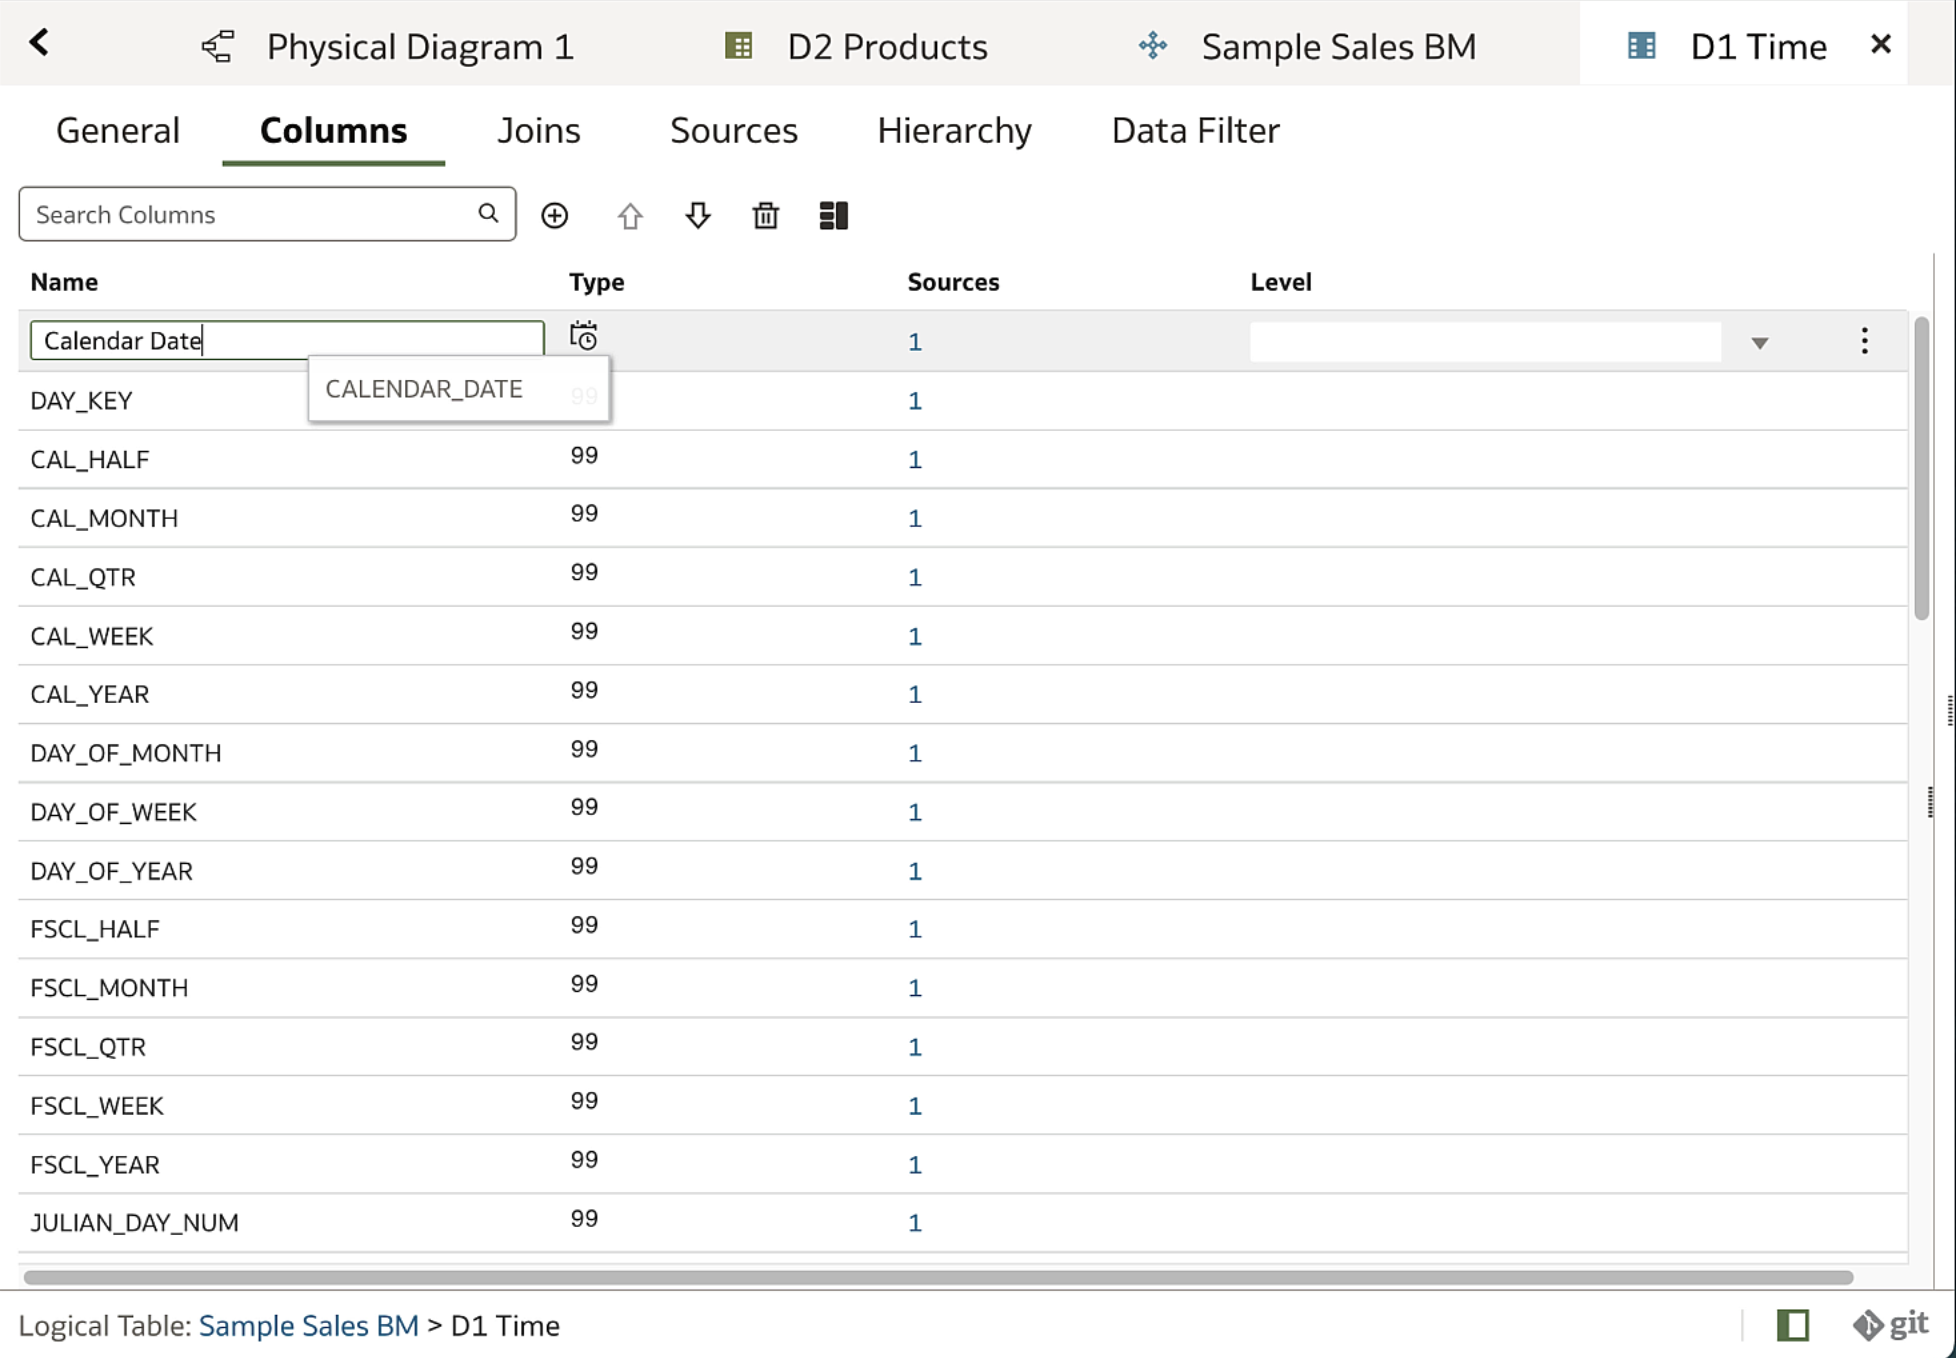 Physical Diagram 1 D2 Products Sample Sales BM D1 Time
General Columns Joins Sources Hierarchy Data Filter
Search Columns
Name Type Sources Level
Calendar Date 1
CALENDAR_DATE
DAY_KEY 99 1
CAL_HALF 99 1
CAL_MONTH 99 1
CAL_QTR 99 1
CAL_WEEK 99 1
CAL_YEAR 99 1
DAY_OF_MONTH 99 1
DAY_OF_WEEK 99 1
DAY_OF_YEAR 99 1
FSCL_HALF 99 1
FSCL_MONTH 99 1
FSCL_QTR 99 1
FSCL_WEEK 99 1
FSCL_YEAR 99 1
JULIAN_DAY_NUM 99 1
Logical Table: Sample Sales BM > D1 Time git